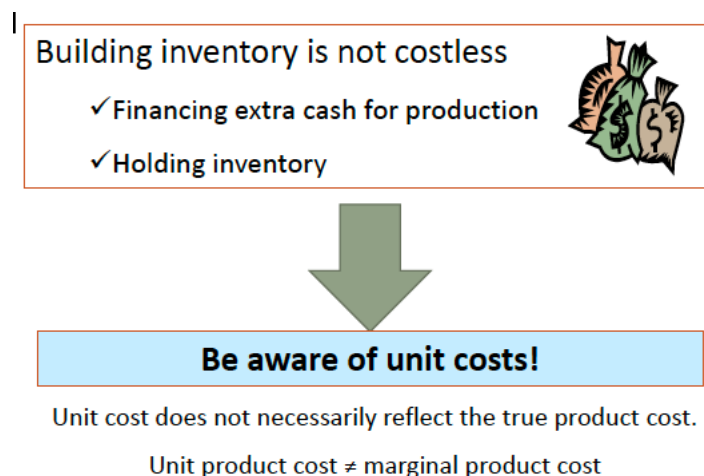 Building inventory is not costless
✓Financing extra cash for production
✓Holding inventory
$ $
Be aware of unit costs!
Unit cost does not necessarily reflect the true product cost.
Unit product cost ≠ marginal product cost